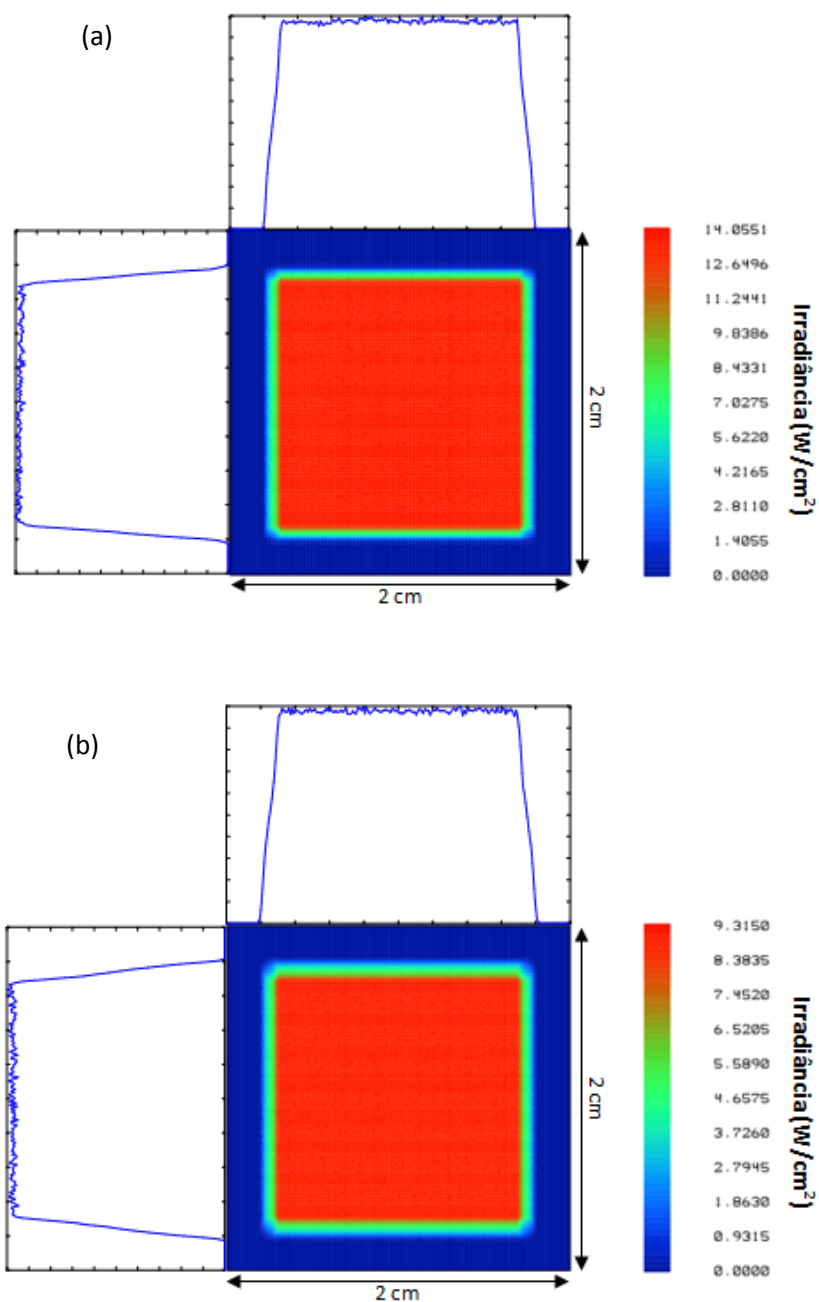 (a)
14.0551
12.6496
11.2441
9.8386
8.4331
7.0275
5.6220
4.2165
2.8110
1.4055
0.0000
Irradiância (W/cm²)
2 cm
2 cm
(b)
9.3150
8.3835
7.4520
6.5205
5.5890
4.6575
3.7260
2.7945
1.8630
0.9315
0.0000
Irradiância (W/cm²)
2 cm
2 cm